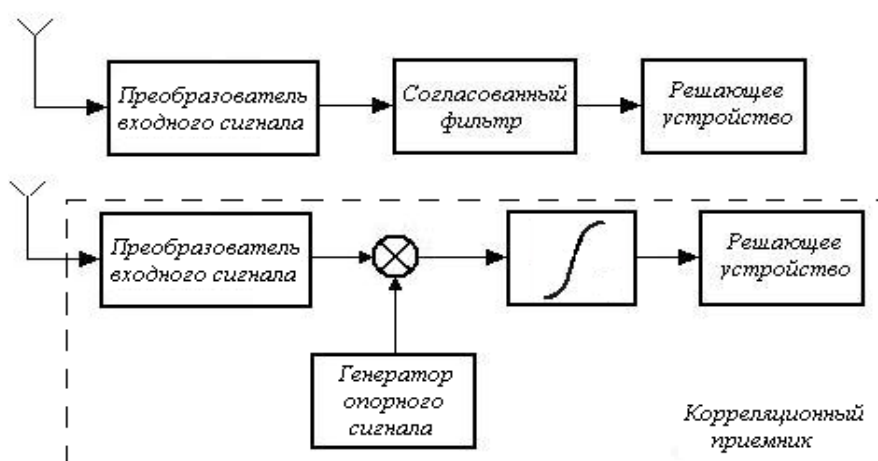 Преобразователь
входного сигнала
Согласованный
фильтр
Решающее
устройство
Преобразователь
входного сигнала
Решающее
устройство
Генератор
опорного
сигнала
Корреляционный
приемник